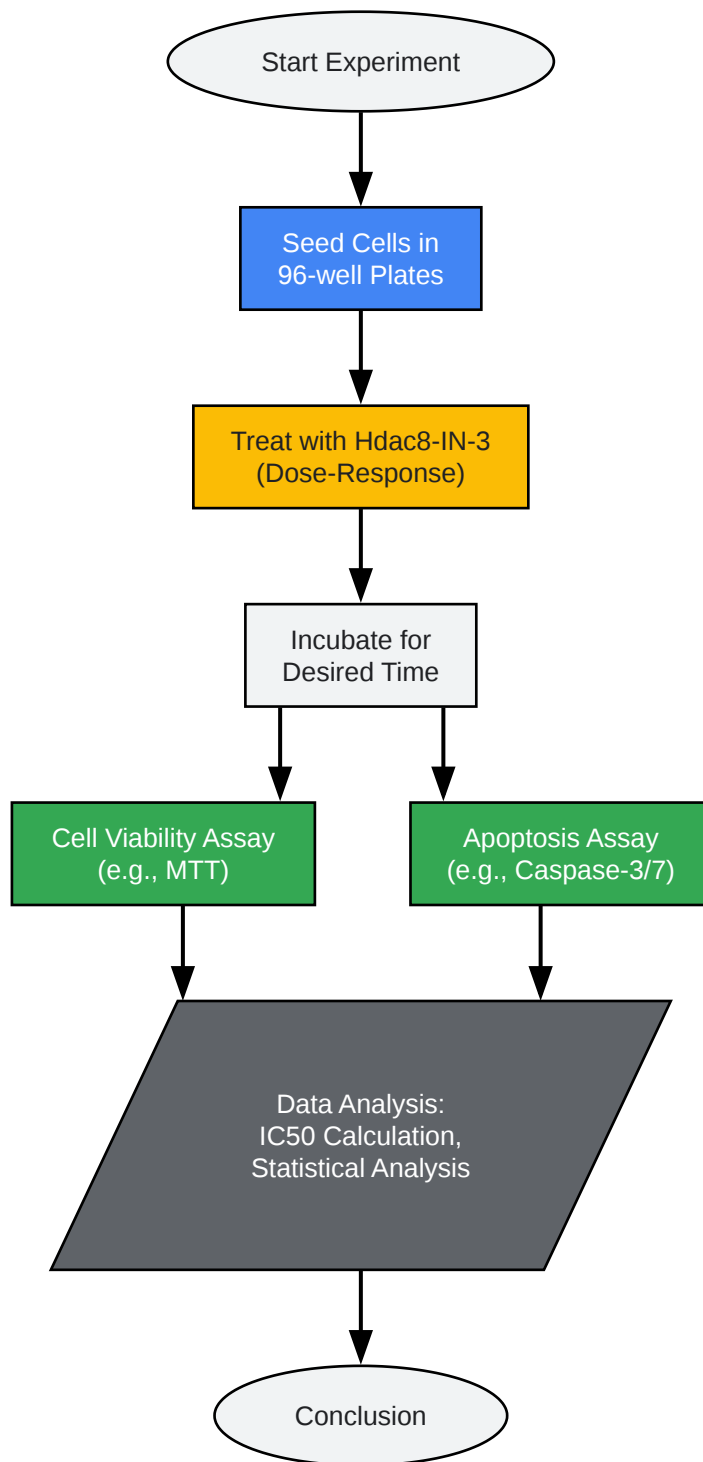 Start Experiment
Seed Cells in
96-well Plates
Treat with Hdac8-IN-3
(Dose-Response)
Incubate for
Desired Time
Cell Viability Assay
(e.g., MTT)
Apoptosis Assay
(e.g., Caspase-3/7)
Data Analysis:
IC50 Calculation,
Statistical Analysis
Conclusion